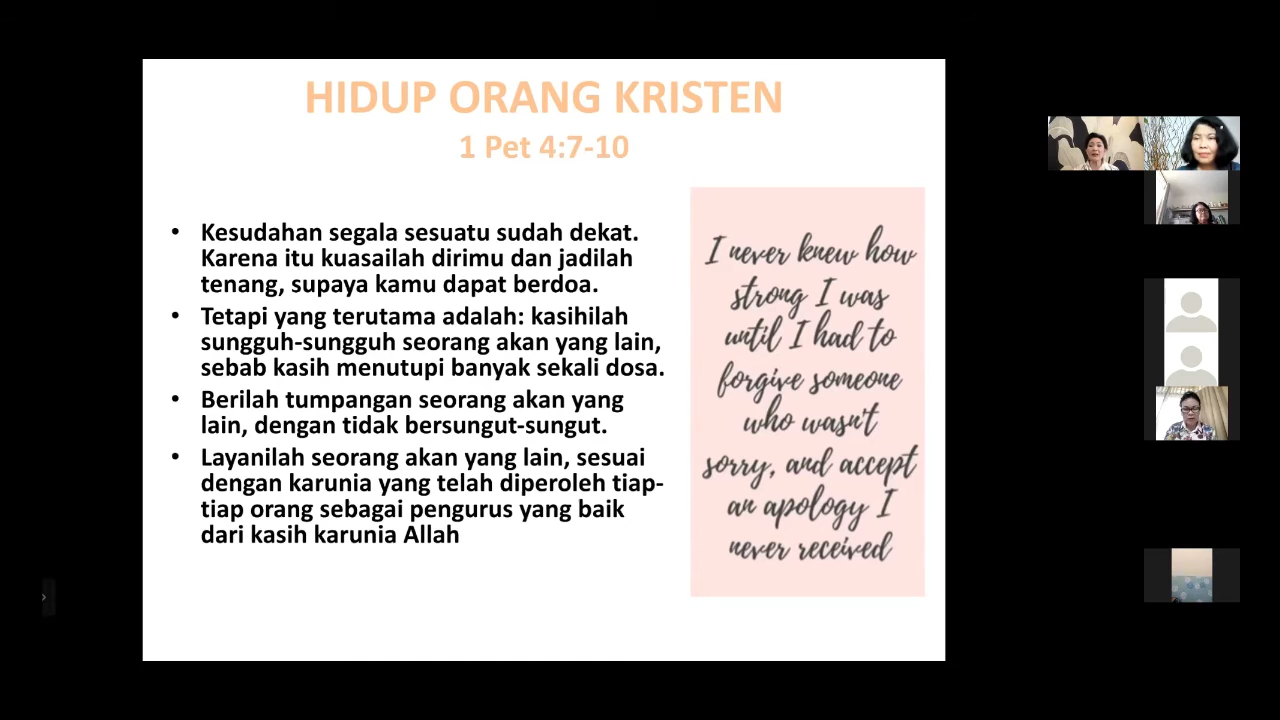 HIDUP ORANG KRISTEN
1 Pet 4:7-10
• Kesudahan segala sesuatu sudah dekat.
Karena itu kuasailah dirimu dan jadilah
tenang, supaya kamu dapat berdoa.
• Tetapi yang terutama adalah: kasihilah
sungguh-sungguh seorang akan yang lain,
sebab kasih menutupi banyak sekali dosa.
• Berilah tumpangan seorang akan yang
lain, dengan tidak bersungut-sungut.
• Layanilah seorang akan yang lain, sesuai
dengan karunia yang telah diperoleh tiap-
tiap orang sebagai pengurus yang baik
dari kasih karunia Allah
I never knew how
strong I was
until I had to
forgive someone
who wasn't
sorry, and accept
an apology I
never received